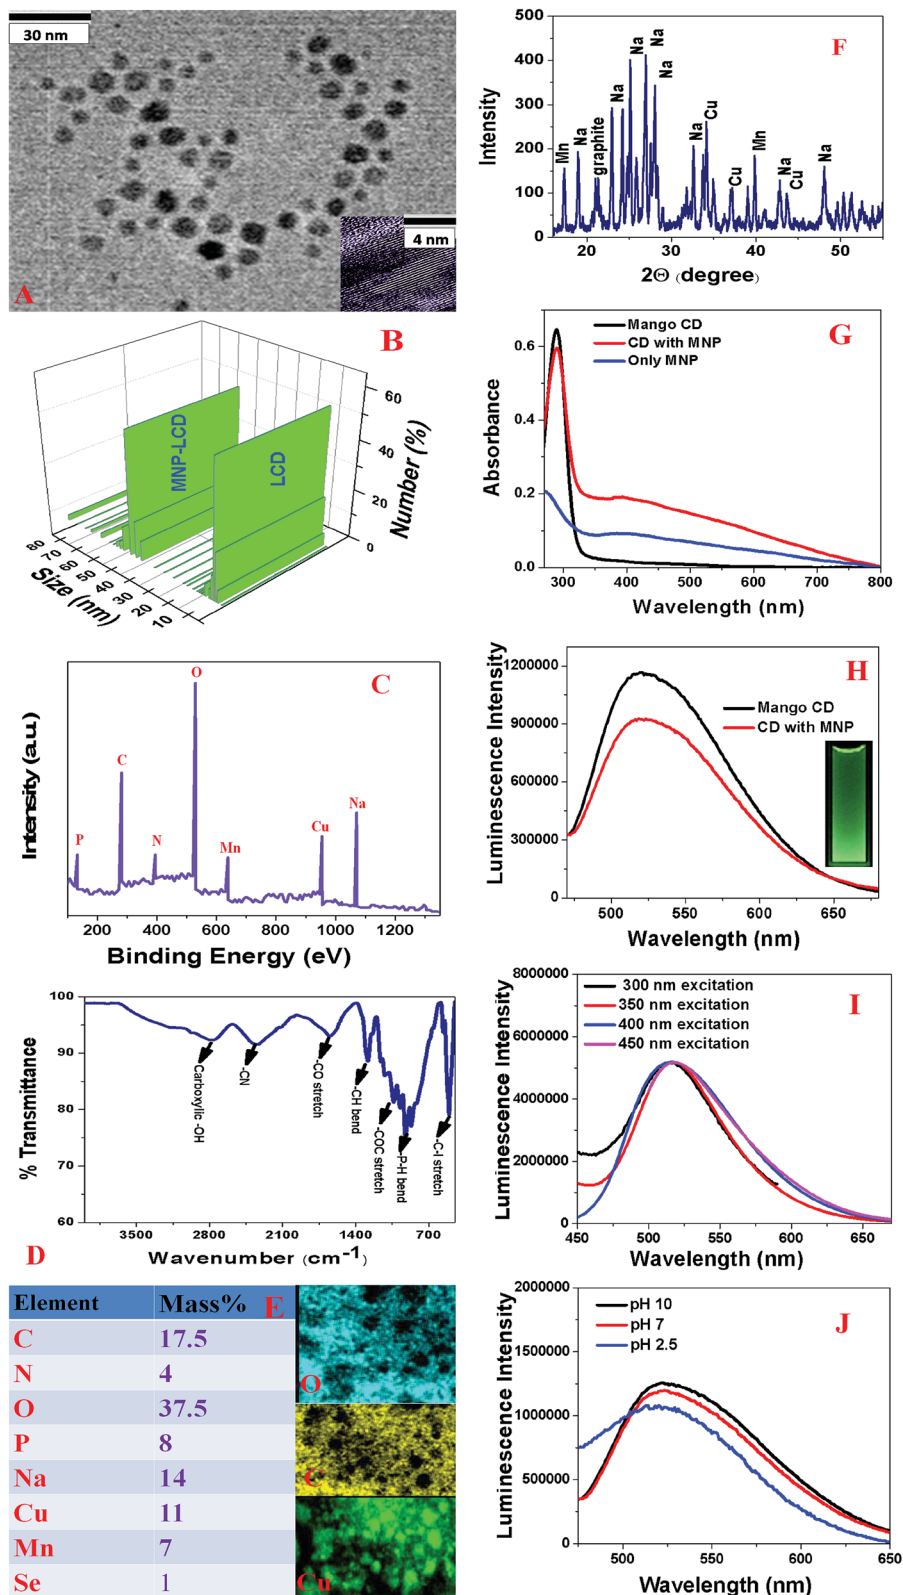 30 nm
4 nm
A
B
MNP-LCD
LCD
80
70
60
50
40
30
20
10
Size (nm)
0
20
40
60
Number (%)
C
O
C
P
N
Mn
Cu
Na
Intensity (a.u.)
200 400 600 800 1000 1200
Binding Energy (eV)
100
90
80
70
60
% Transmittance
Carboxylic -OH
-CN
-CO stretch
-CH bend
-COC stretch
-P-H bend
-C-I stretch
3500 2800 2100 1400 700
Wavenumber (cm-1)
D
Element Mass% E
C 17.5
N 4
O 37.5
P 8
Na 14
Cu 11
Mn 7
Se 1
O
C
Cu
F
500
400
300
200
100
0
Intensity
Mn
Na
graphite
Na
Na
Na
Na
Na
Cu
Cu
Mn
Na
Cu
Na
20 30 40 50
2Θ (degree)
G
Mango CD
CD with MNP
Only MNP
0.6
0.4
0.2
0.0
Absorbance
300 400 500 600 700 800
Wavelength (nm)
H
1200000
900000
600000
300000
0
Luminescence Intensity
Mango CD
CD with MNP
500 550 600 650
Wavelength (nm)
I
8000000
6000000
4000000
2000000
0
Luminescence Intensity
300 nm excitation
350 nm excitation
400 nm excitation
450 nm excitation
450 500 550 600 650
Wavelength (nm)
J
2000000
1500000
1000000
500000
0
Luminescence Intensity
pH 10
pH 7
pH 2.5
500 550 600 650
Wavelength (nm)